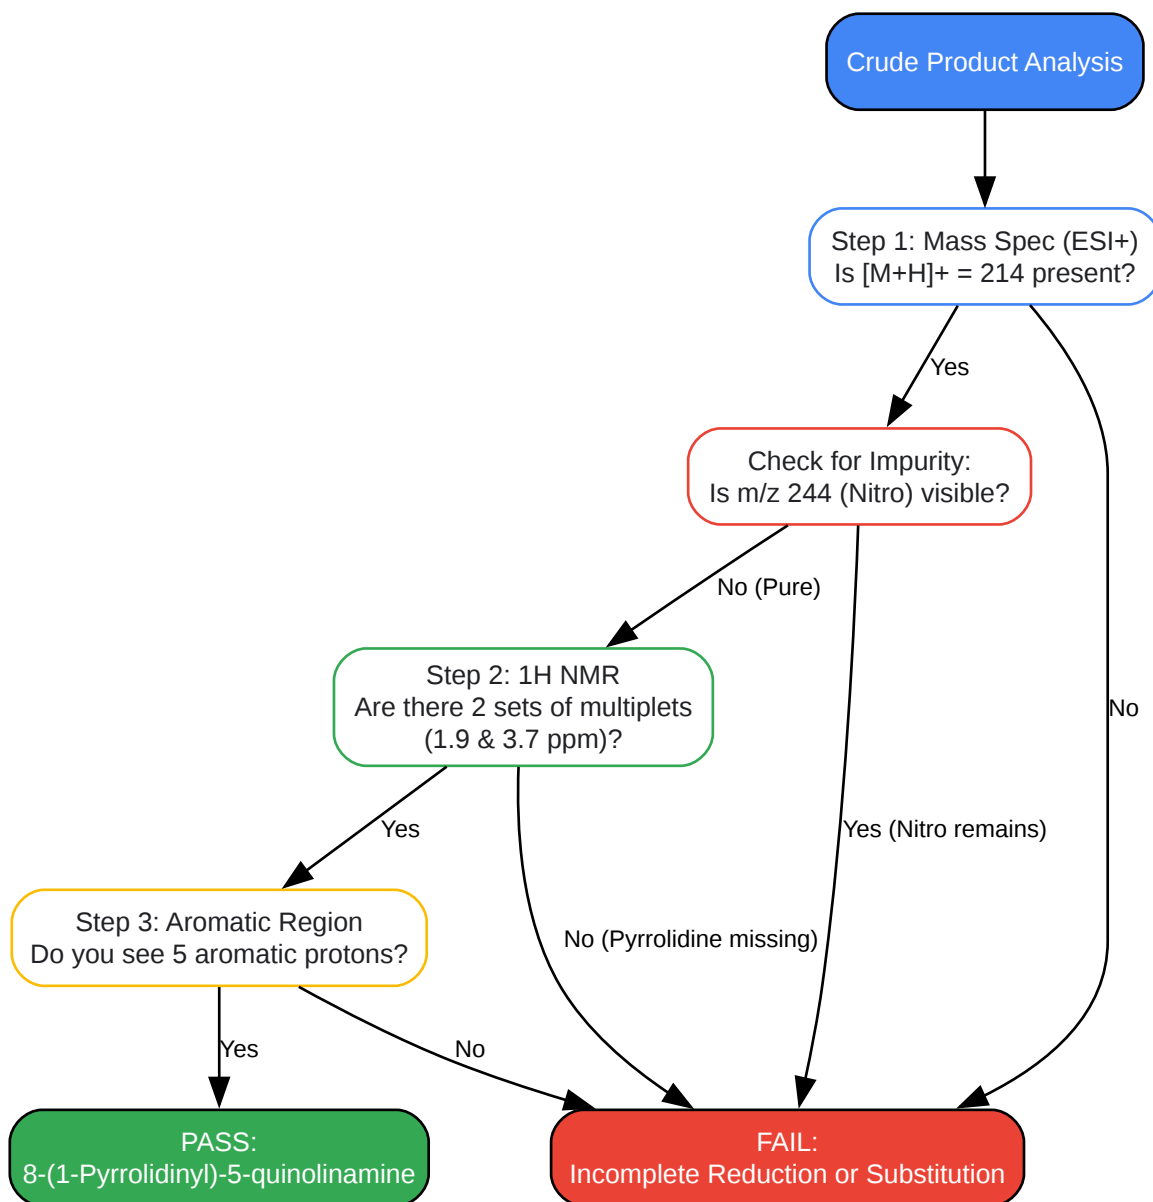 Crude Product Analysis
Step 1: Mass Spec (ESI+)
Is [M+H]+ = 214 present?
Yes
No
Check for Impurity:
Is m/z 244 (Nitro) visible?
No (Pure)
Yes (Nitro remains)
Step 2: 1H NMR
Are there 2 sets of multiplets
(1.9 & 3.7 ppm)?
Yes
No (Pyrrolidine missing)
Step 3: Aromatic Region
Do you see 5 aromatic protons?
Yes
No
PASS:
8-(1-Pyrrolidinyl)-5-quinolinamine
FAIL:
Incomplete Reduction or Substitution